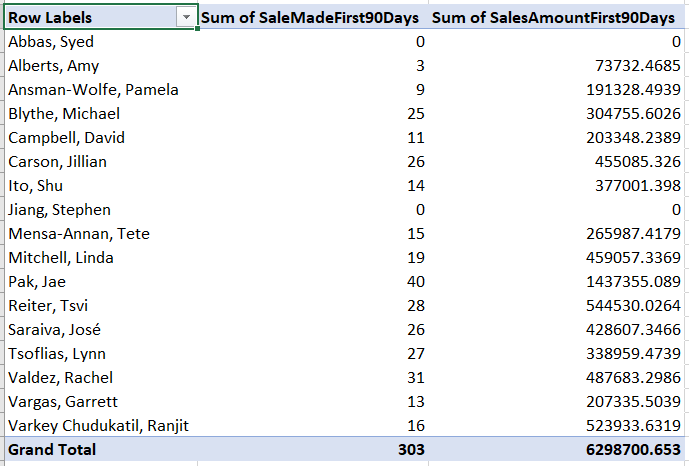 Row Labels Sum of SaleMadeFirst90Days Sum of SalesAmountFirst90Days
Abbas, Syed 0 0
Alberts, Amy 3 73732.4685
Ansman-Wolfe, Pamela 9 191328.4939
Blythe, Michael 25 304755.6026
Campbell, David 11 203348.2389
Carson, Jillian 26 455085.326
Ito, Shu 14 377001.398
Jiang, Stephen 0 0
Mensa-Annan, Tete 15 265987.4179
Mitchell, Linda 19 459057.3369
Pak, Jae 40 1437355.089
Reiter, Tsvi 28 544530.0264
Saraiva, José 26 428607.3466
Tsoflias, Lynn 27 338959.4739
Valdez, Rachel 31 487683.2986
Vargas, Garrett 13 207335.5039
Varkey Chudukatil, Ranjit 16 523933.6319
Grand Total 303 6298700.653